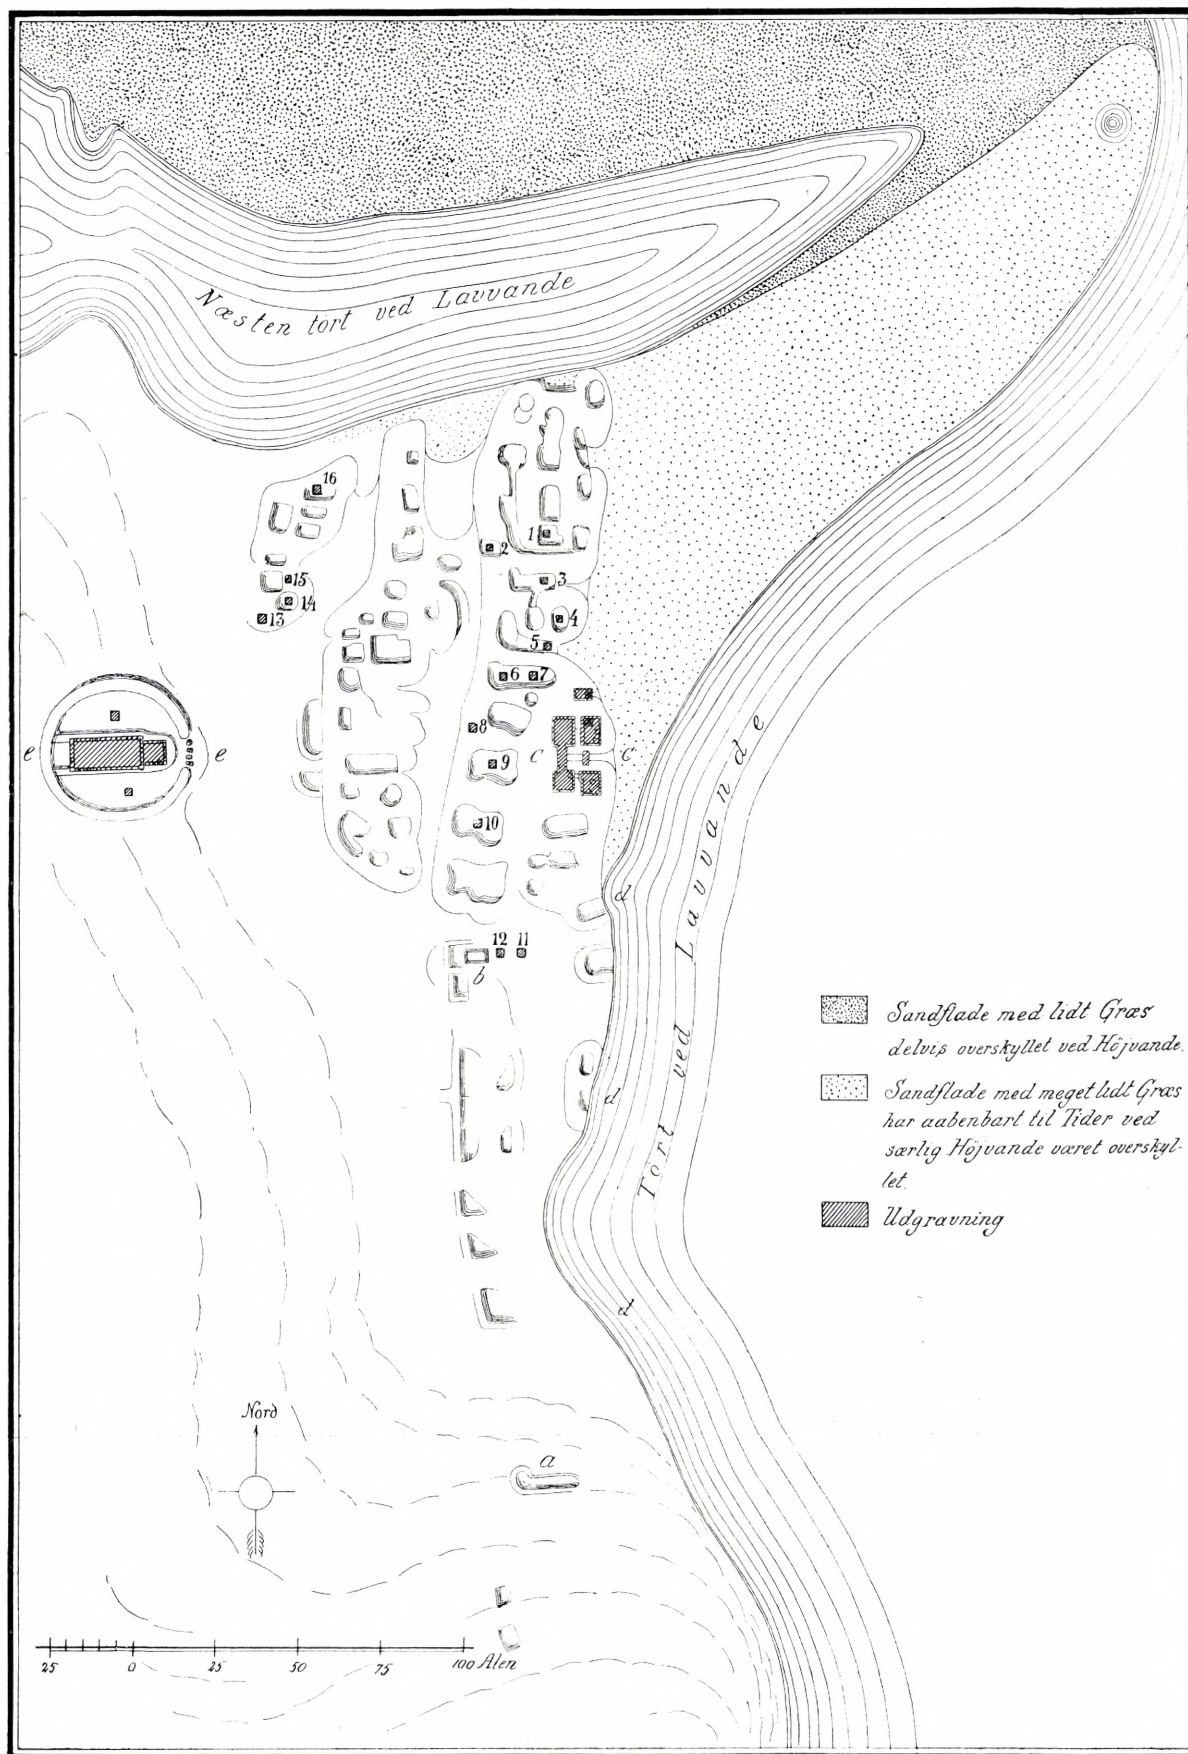 Næsten tort ved Lavvande
16
1
2
15
3
14
13
4
5
6 7
8
e e c c
9
10
d
12 11
b
Tort ved Lavvande
Sandflade med lidt Græs
delvis overskyllet ved Höjvande.
Sandflade med meget lidt Græs
har aabenbart til Tider ved
særlig Höjvande været overskyl-
let.
d
Udgravning
d
Nord
a
25 0 25 50 75 100 Alen